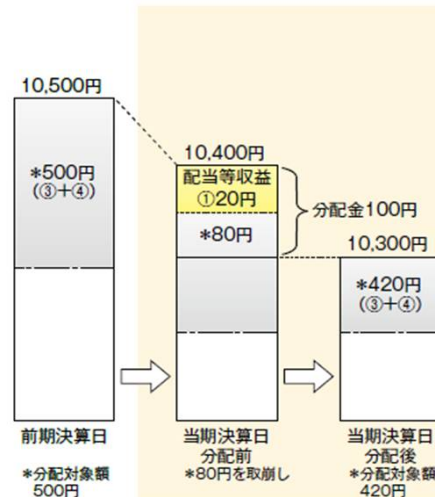 10,500円
*500円
(③+④)
10,400円
配当等収益
①20円
*80円
分配金100円
10,300円
*420円
(③+④)
前期決算日
*分配対象額
500円
当期決算日
分配前
*80円を取崩し
当期決算日
分配後
*分配対象額
420円